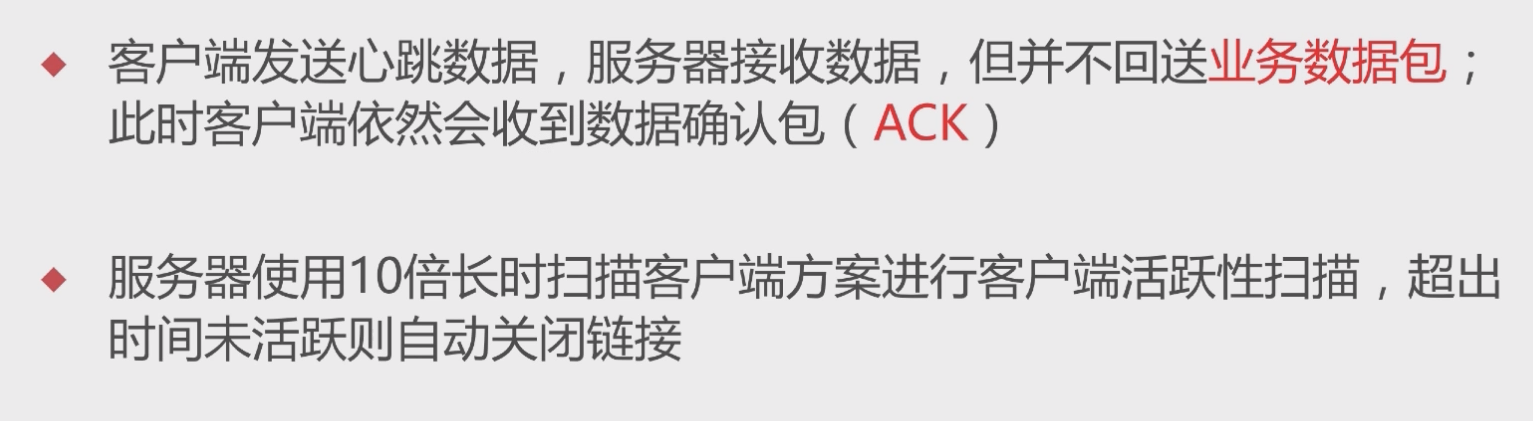 客户端发送心跳数据，服务器接收数据，但并不回送业务数据包；
此时客户端依然会收到数据确认包（ACK）
服务器使用10倍长时扫描客户端方案进行客户端活跃性扫描，超出
时间未活跃则自动关闭链接